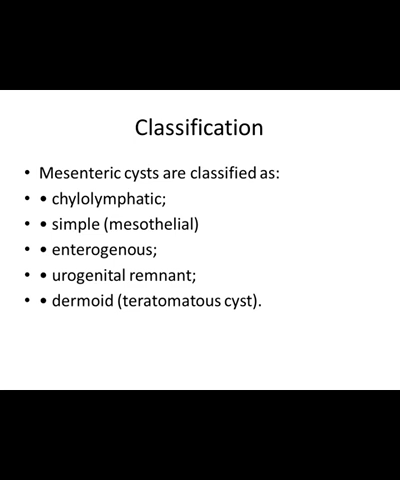 Classification
• Mesenteric cysts are classified as:
• • chylolymphatic;
• • simple (mesothelial)
• • enterogenous;
• • urogenital remnant;
• • dermoid (teratomatous cyst).